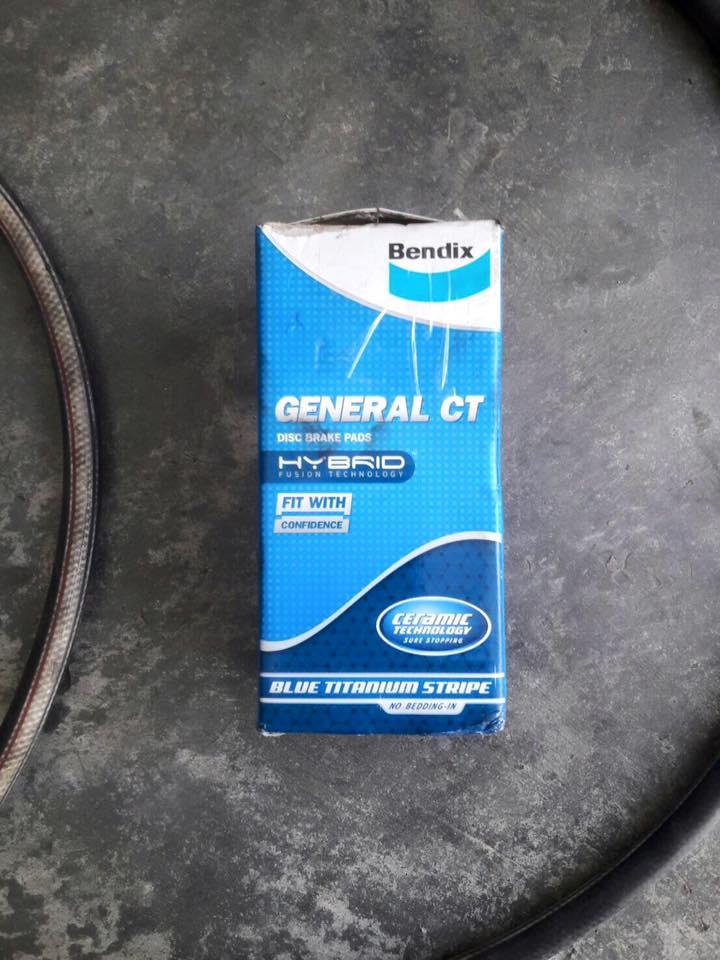 Bendix
GENERAL CT
DISC BRAKE PADS
HYBRID
FUSION TECHNOLOGY
FIT WITH
CONFIDENCE
CERAMIC
TECHNOLOGY
SURE STOPPING
BLUE TITANIUM STRIPE
NO BEDDING-IN